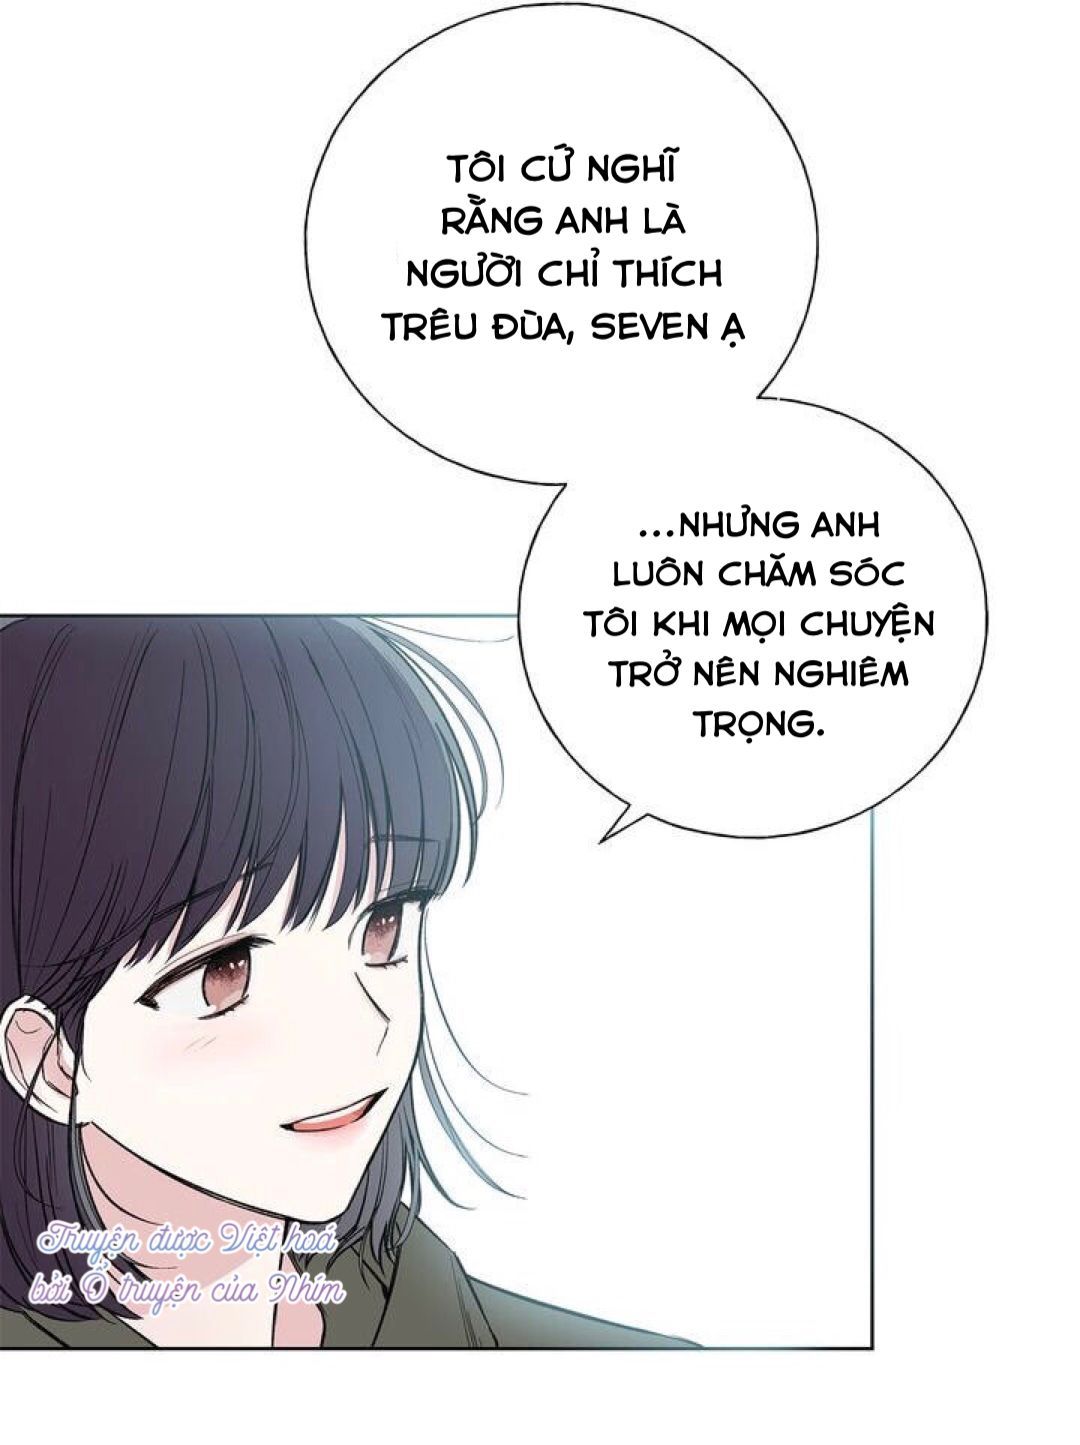 TÔI CỨ NGHĨ
RẰNG ANH LÀ
NGƯỜI CHỈ THÍCH
TRÊU ĐÙA, SEVEN Ạ
...NHƯNG ANH
LUÔN CHĂM SÓC
TÔI KHI MỌI CHUYỆN
TRỞ NÊN NGHIÊM
TRỌNG.
Truyện được Việt hoá
bởi Ổ truyện của Nhím